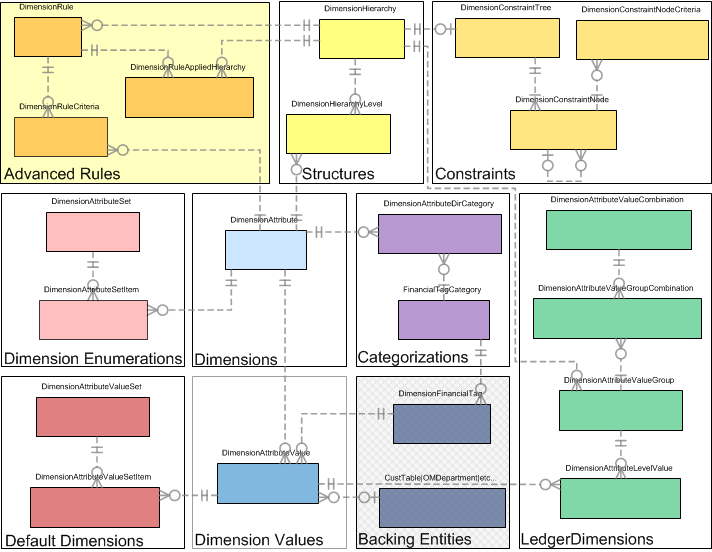 DimensionRule
DimensionRuleAppliedHierarchy
DimensionRuleCriteria
Advanced Rules
DimensionHierarchy
DimensionHierarchyLevel
Structures
DimensionConstraintTree
DimensionConstraintNodeCriteria
DimensionConstraintNode
Constraints
DimensionAttributeSet
DimensionAttributeSetItem
Dimension Enumerations
DimensionAttribute
Dimensions
DimensionAttributeDirCategory
FinancialTagCategory
Categorizations
DimensionAttributeValueCombination
DimensionAttributeValueGroupCombination
DimensionAttributeValueGroup
DimensionAttributeLevelValue
LedgerDimensions
DimensionAttributeValueSet
DimensionAttributeValueSetItem
Default Dimensions
DimensionAttributeValue
Dimension Values
DimensionFinancialTag
CustTable|OMDepartment|etc...
Backing Entities